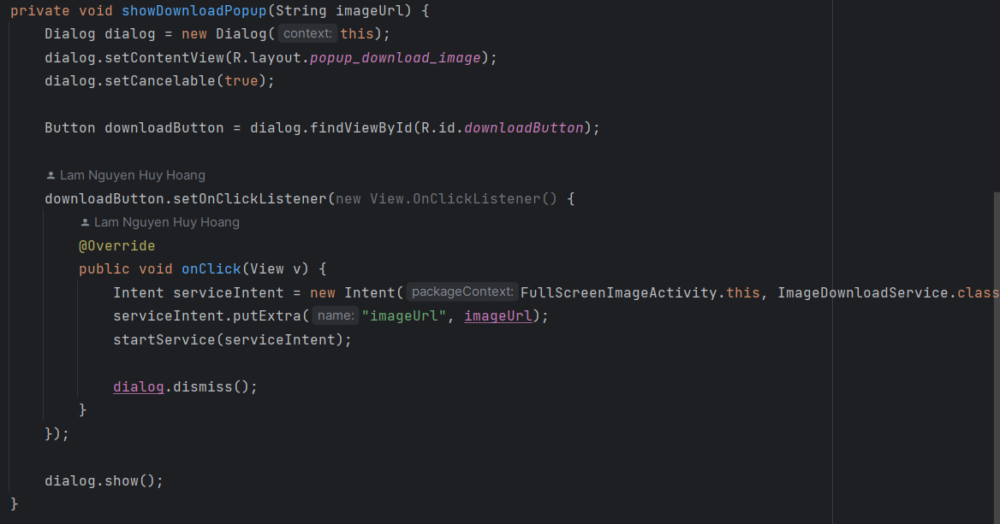 private void showDownloadPopup(String imageUrl) {
    Dialog dialog = new Dialog( context: this);
    dialog.setContentView(R.layout.popup_download_image);
    dialog.setCancelable(true);

    Button downloadButton = dialog.findViewById(R.id.downloadButton);

    Lam Nguyen Huy Hoang
    downloadButton.setOnClickListener(new View.OnClickListener() {
        Lam Nguyen Huy Hoang
        @Override
        public void onClick(View v) {
            Intent serviceIntent = new Intent( packageContext: FullScreenImageActivity.this, ImageDownloadService.class
            serviceIntent.putExtra( name: "imageUrl", imageUrl);
            startService(serviceIntent);

            dialog.dismiss();
        }
    });

    dialog.show();
}